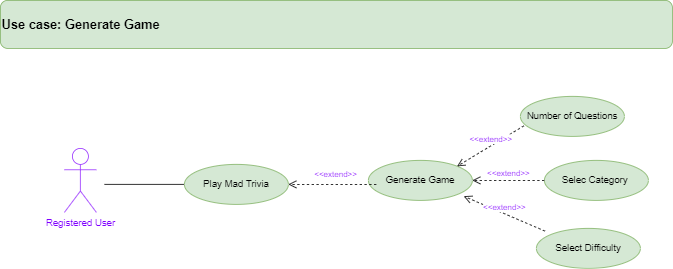 Use case: Generate Game
Number of Questions
<<extend>>
Play Mad Trivia
<<extend>>
Generate Game
<<extend>>
Selec Category
<<extend>>
Registered User
Select Difficulty